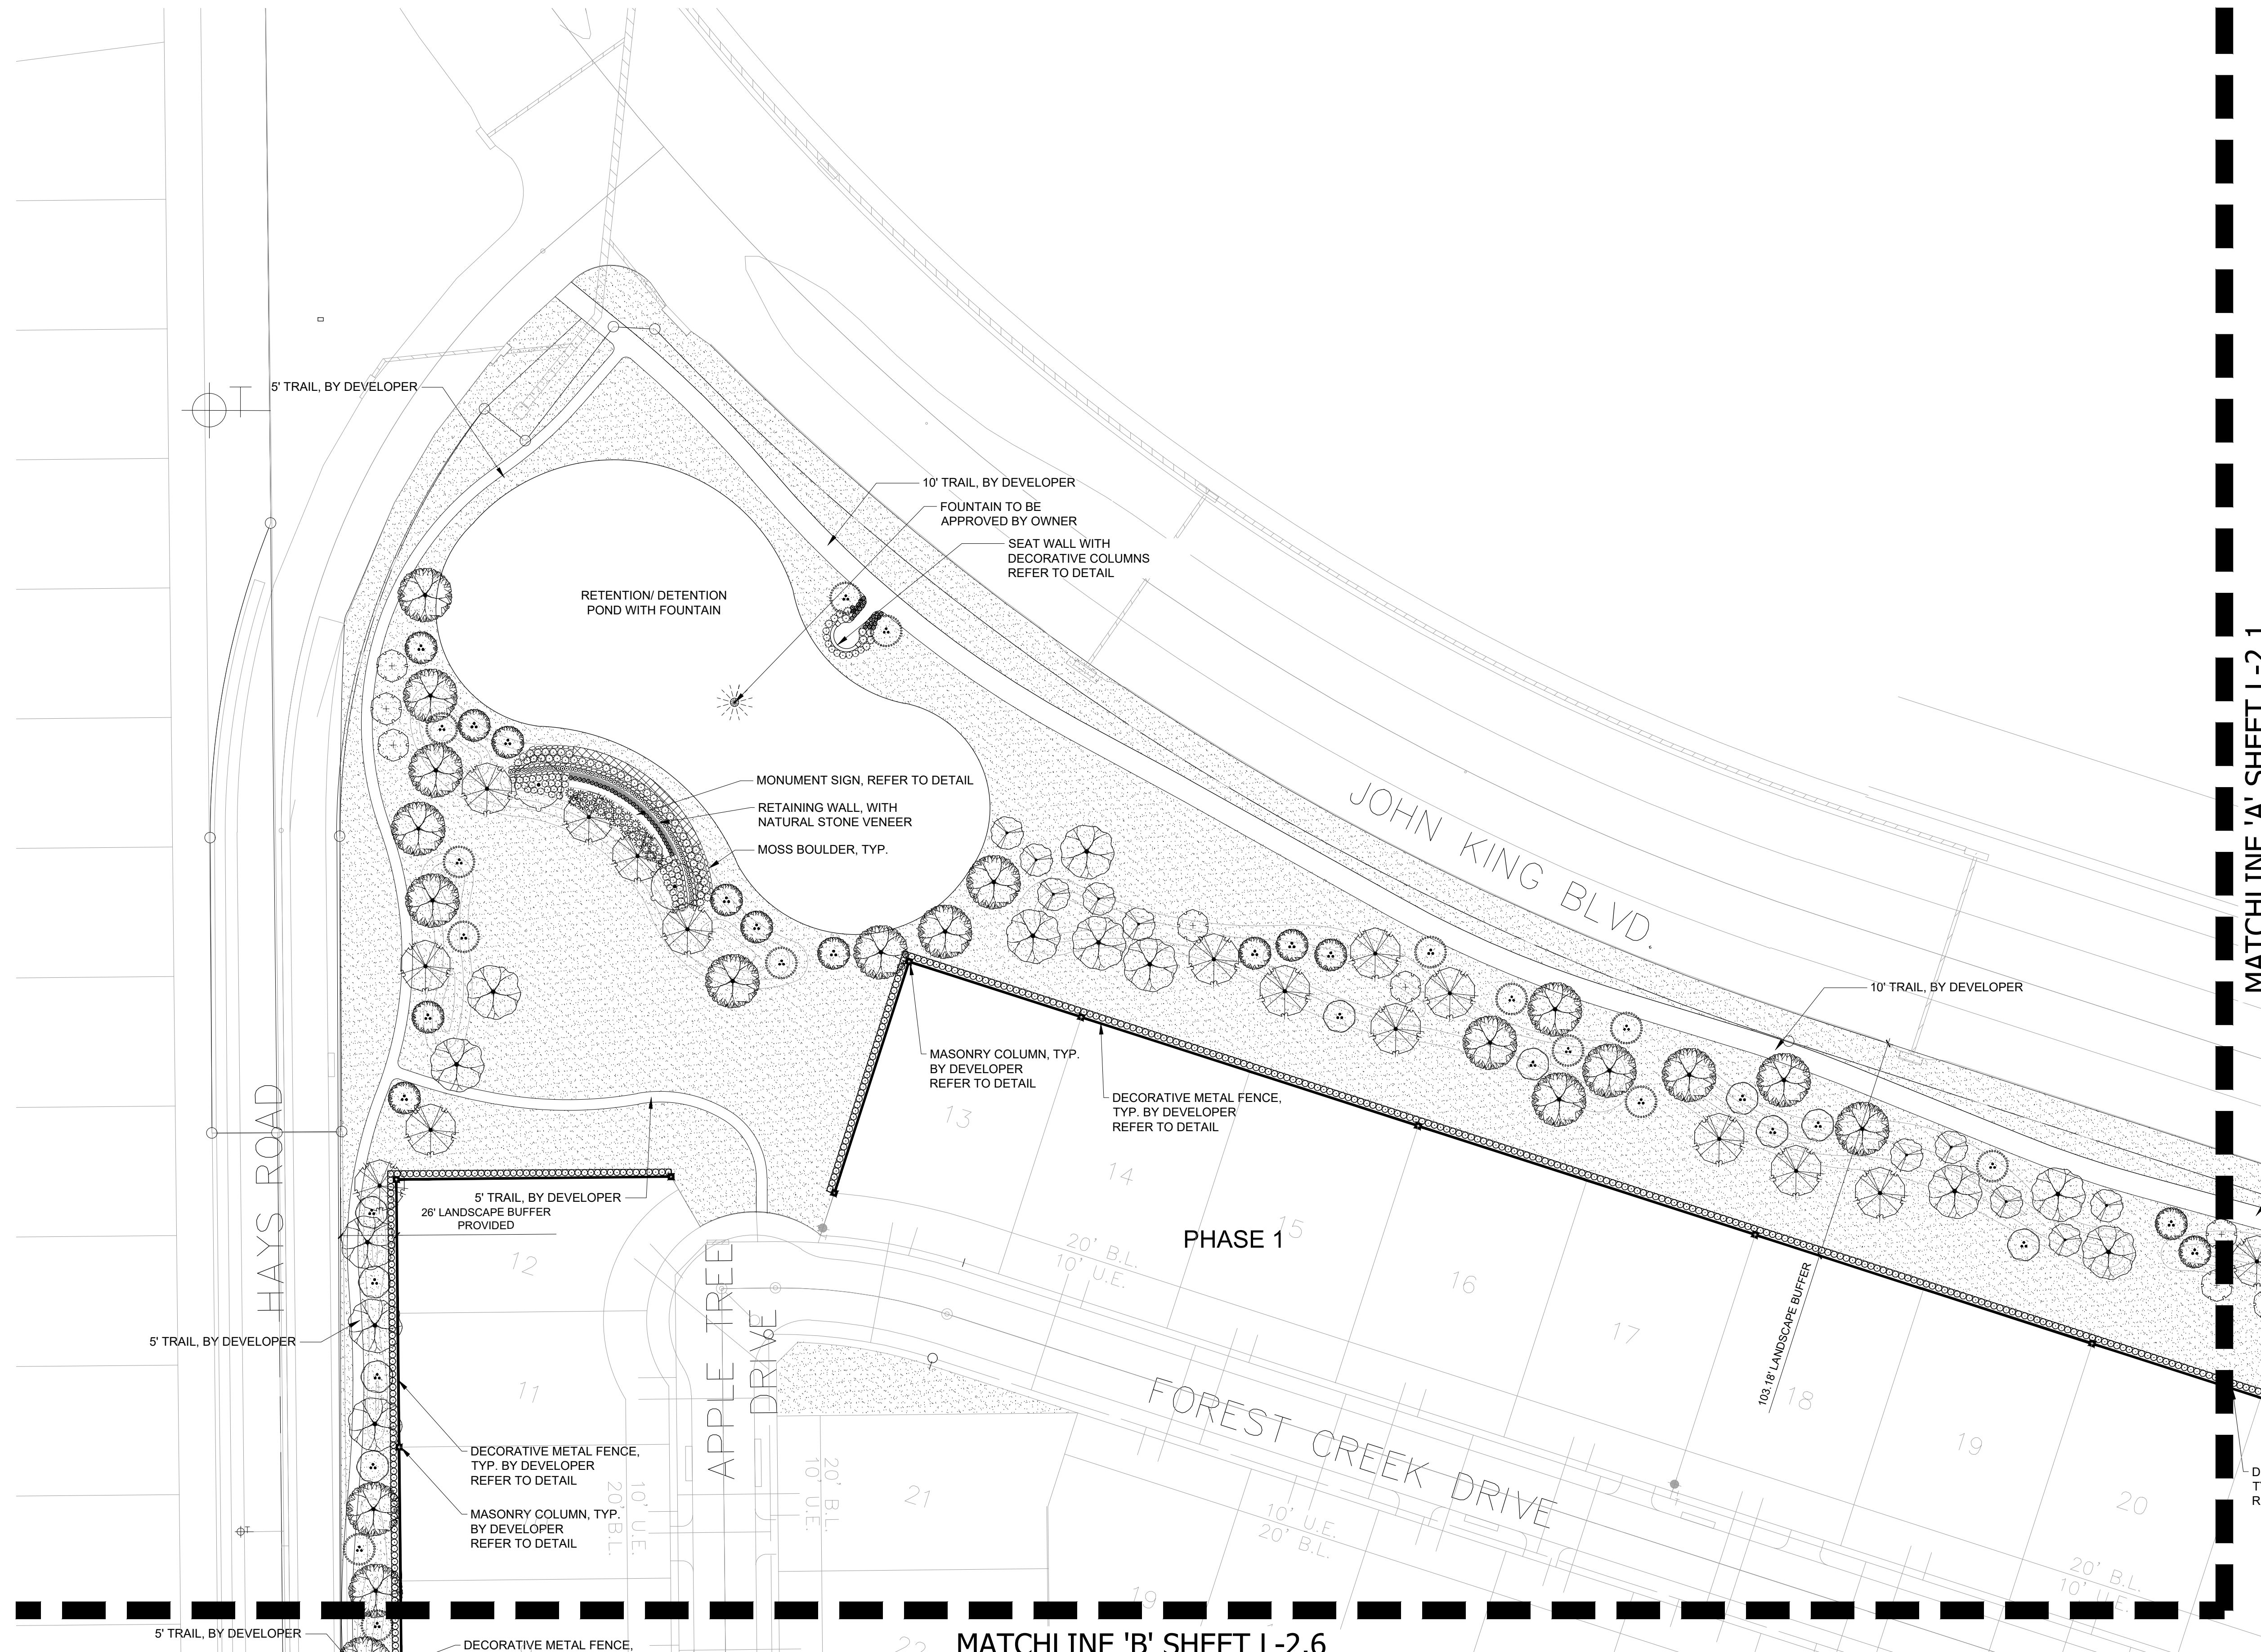 5' TRAIL, BY DEVELOPER
10' TRAIL, BY DEVELOPER
FOUNTAIN TO BE
APPROVED BY OWNER
SEAT WALL WITH
DECORATIVE COLUMNS
REFER TO DETAIL
RETENTION/ DETENTION
POND WITH FOUNTAIN
MONUMENT SIGN, REFER TO DETAIL
RETAINING WALL, WITH
NATURAL STONE VENEER
MOSS BOULDER, TYP.
JOHN KING BLVD.
MATCHLINE 'A' SHEET L-2.1
10' TRAIL, BY DEVELOPER
MASONRY COLUMN, TYP.
BY DEVELOPER
REFER TO DETAIL
DECORATIVE METAL FENCE,
TYP. BY DEVELOPER
REFER TO DETAIL
13
14
15
16
17
18
19
20
HAYS ROAD
5' TRAIL, BY DEVELOPER
26' LANDSCAPE BUFFER
PROVIDED
12
11
PHASE 1
20' B.L.
10' U.E.
103.18' LANDSCAPE BUFFER
5' TRAIL, BY DEVELOPER
APPLE TREE
DRIVE
FOREST CREEK DRIVE
DECORATIVE METAL FENCE,
TYP. BY DEVELOPER
REFER TO DETAIL
MASONRY COLUMN, TYP.
BY DEVELOPER
REFER TO DETAIL
10' U.E.
20' B.L.
20' B.L.
10' U.E.
21
10' U.E.
20' B.L.
20' B.L.
10' U.E.
19
22
T
T
D
T
R
5' TRAIL, BY DEVELOPER
DECORATIVE METAL FENCE,
MATCHLINE 'B' SHEET L-2.6